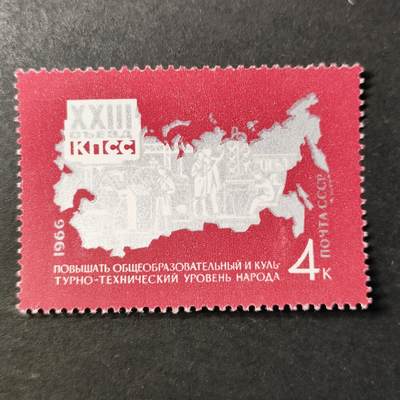 XXIII
СЪЕЗД
КПСС
1966
ПОЧТА СССР
ПОВЫШАТЬ ОБЩЕОБРАЗОВАТЕЛЬНЫЙ И КУЛЬ-
ТУРНО-ТЕХНИЧЕСКИЙ УРОВЕНЬ НАРОДА
4К